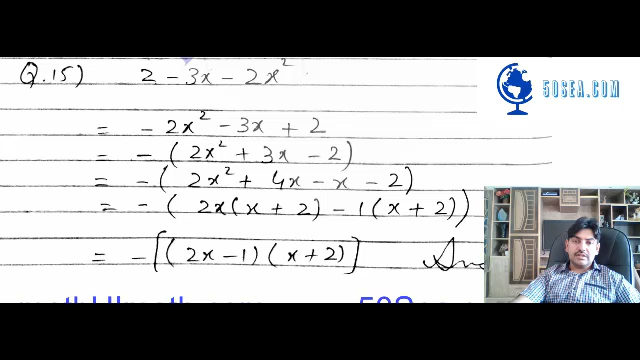 Q.15) 2 - 3x - 2x²
50SEA.COM
= - 2x² - 3x + 2
= - ( 2x² + 3x - 2)
= - ( 2x² + 4x - x - 2)
= - ( 2x(x + 2) - 1(x + 2))
= - [( 2x - 1) ( x + 2)] Ans